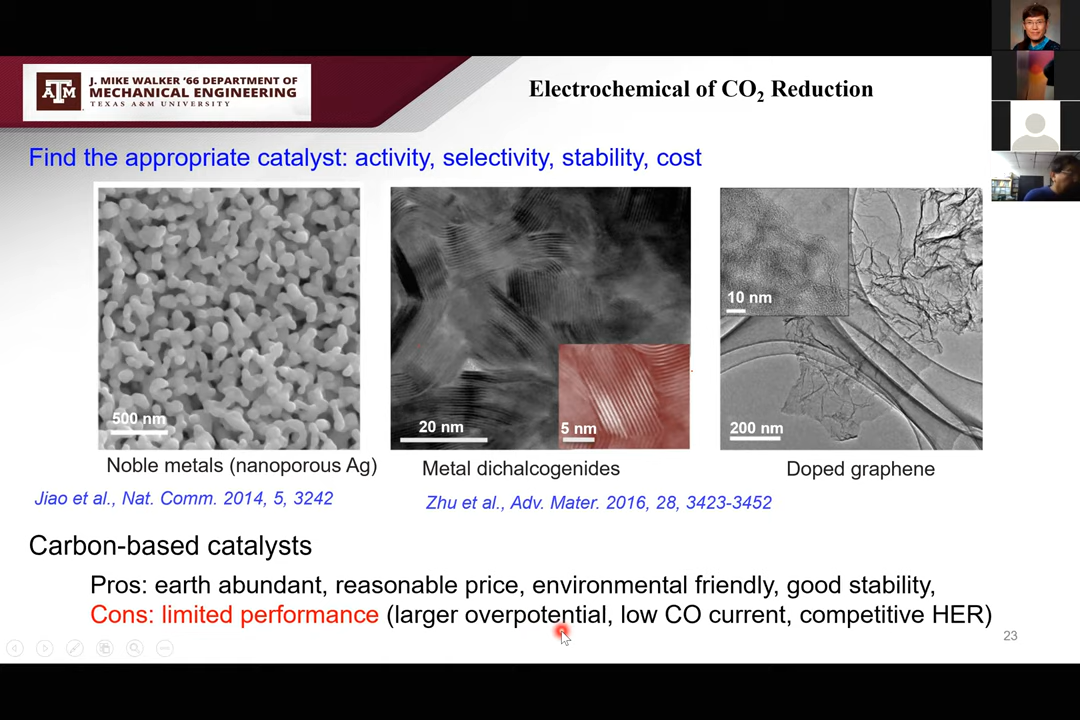 J. MIKE WALKER '66 DEPARTMENT OF
MECHANICAL ENGINEERING
TEXAS A&M UNIVERSITY
ATM
Electrochemical of CO₂ Reduction
Find the appropriate catalyst: activity, selectivity, stability, cost
500 nm
20 nm
5 nm
10 nm
200 nm
Noble metals (nanoporous Ag)
Metal dichalcogenides
Doped graphene
Jiao et al., Nat. Comm. 2014, 5, 3242
Zhu et al., Adv. Mater. 2016, 28, 3423-3452
Carbon-based catalysts
Pros: earth abundant, reasonable price, environmental friendly, good stability,
Cons: limited performance (larger overpotential, low CO current, competitive HER)
23